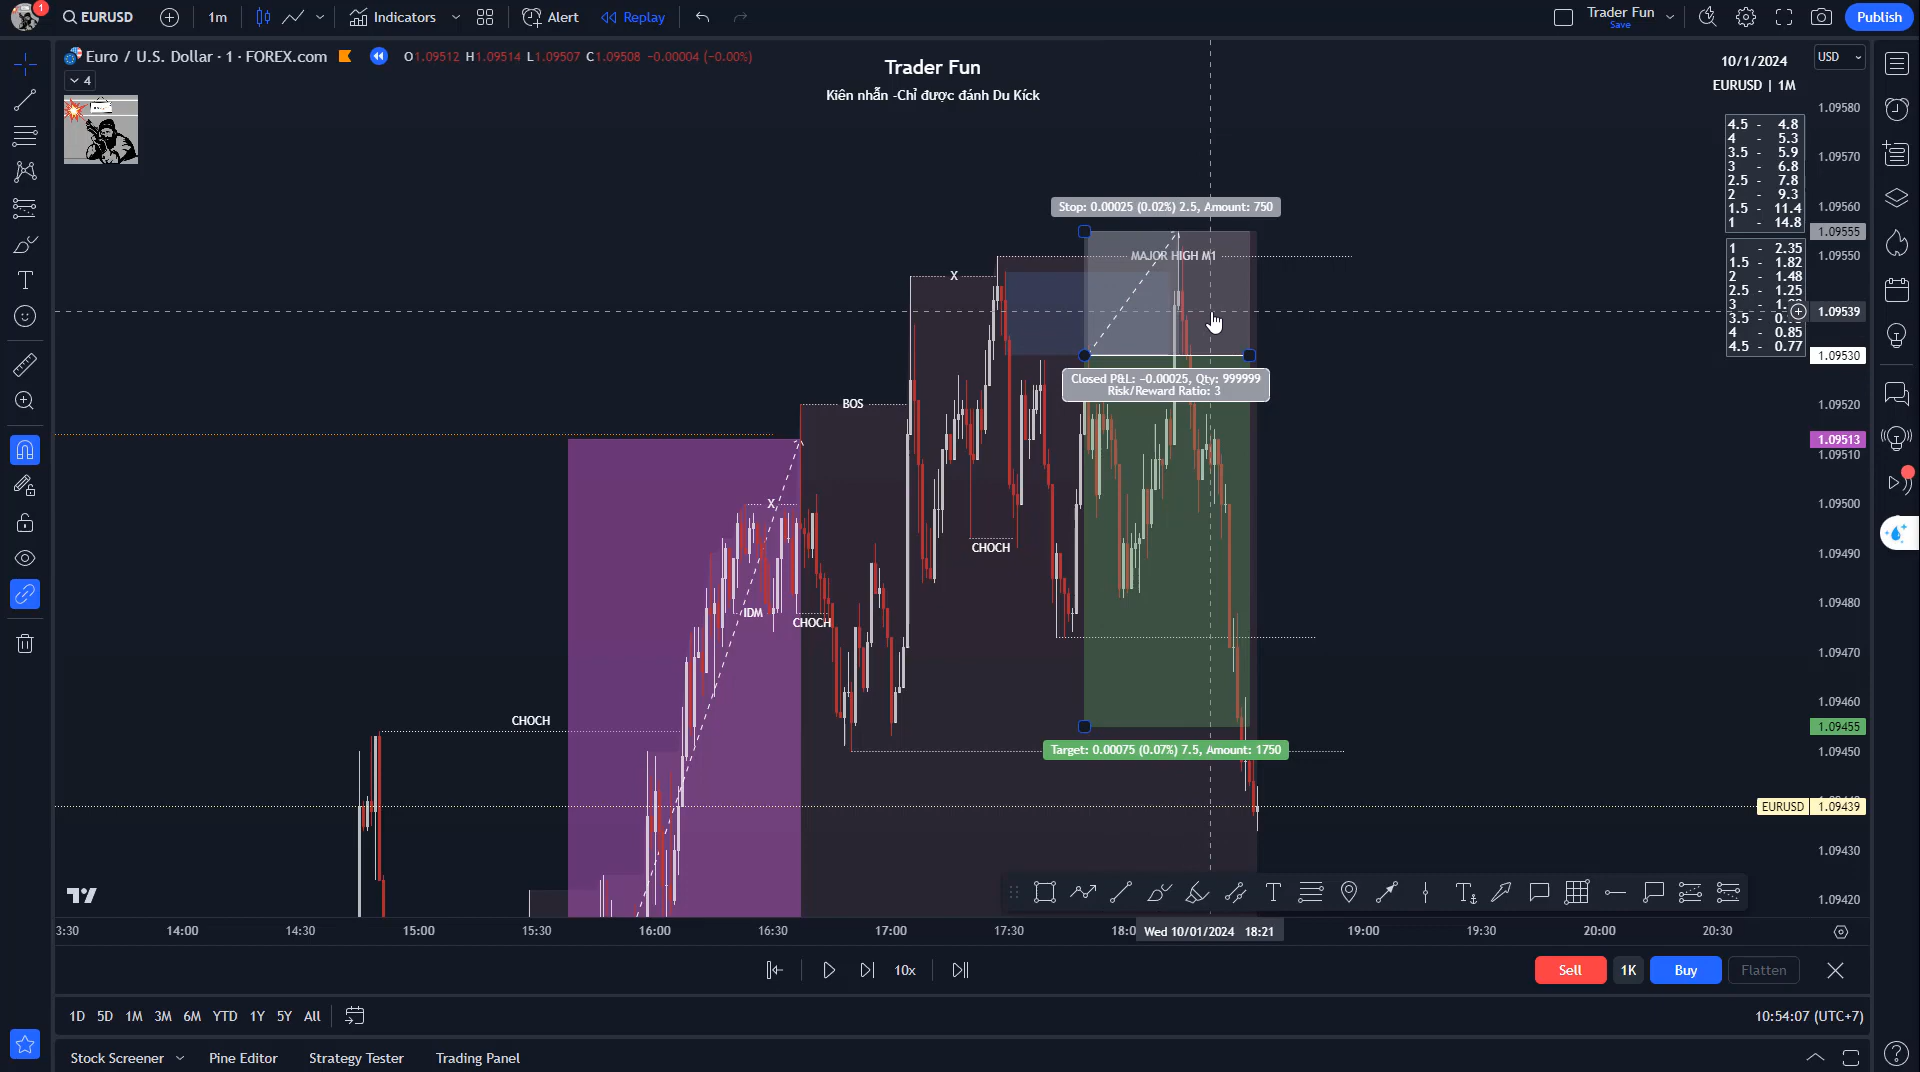 1
EURUSD
1m
Indicators
Alert
Replay
Trader Fun
Save
Publish
Euro / U.S. Dollar · 1 · FOREX.com
O1.09512 H1.09514 L1.09507 C1.09508 -0.00004 (-0.00%)
4
Trader Fun
Kiên nhẫn -Chỉ được đánh Du Kích
10/1/2024
EURUSD | 1M
USD
4.5 - 4.8
4 - 5.3
3.5 - 5.9
3 - 6.8
2.5 - 7.8
2 - 9.3
1.5 - 11.4
1 - 14.8
1 - 2.35
1.5 - 1.82
2 - 1.48
2.5 - 1.25
3 -
3.5 -
4 - 0.85
4.5 - 0.77
1.09580
1.09570
1.09560
1.09555
1.09550
1.09539
1.09530
1.09520
1.09513
1.09510
1.09500
1.09490
1.09480
1.09470
1.09460
1.09455
1.09450
EURUSD 1.09439
1.09430
1.09420
Stop: 0.00025 (0.02%) 2.5, Amount: 750
MAJOR HIGH M1
X
Closed P&L: −0.00025, Qty: 999999
Risk/Reward Ratio: 3
BOS
X
CHOCH
IDM
CHOCH
CHOCH
Target: 0.00075 (0.07%) 7.5, Amount: 1750
3:30
14:00
14:30
15:00
15:30
16:00
16:30
17:00
17:30
18:0
Wed 10/01/2024 18:21
19:00
19:30
20:00
20:30
10x
Sell
1K
Buy
Flatten
1D
5D
1M
3M
6M
YTD
1Y
5Y
All
10:54:07 (UTC+7)
Stock Screener
Pine Editor
Strategy Tester
Trading Panel